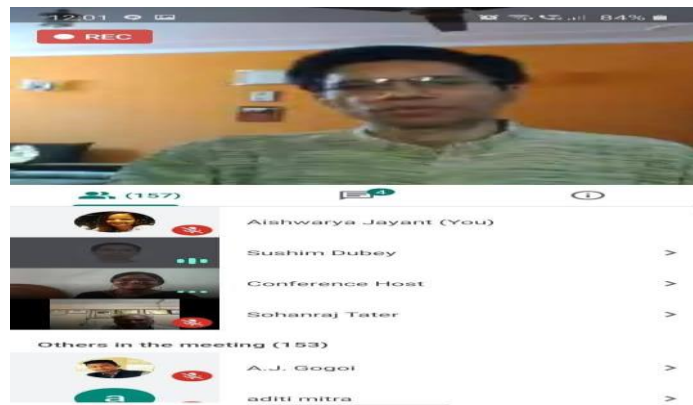 12:01 84%
REC
(157) 4
Aishwarya Jayant (You)
Sushim Dubey
Conference Host
Sohanraj Tater
Others in the meeting (153)
A.J. Gogoi
a aditi mitra